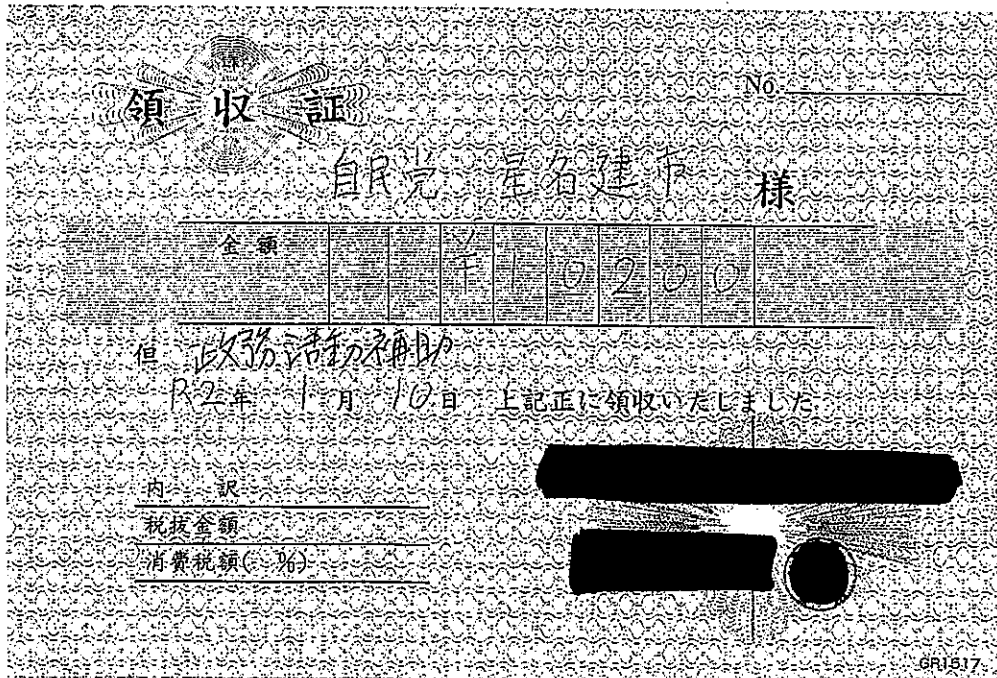 領収証
No.
自民党 星名建市 様
金額 ¥10200
但 政務活動補助
R2年 1月 10日 上記正に領収いたしました
内 訳
税抜金額
消費税額( %)
GR1517